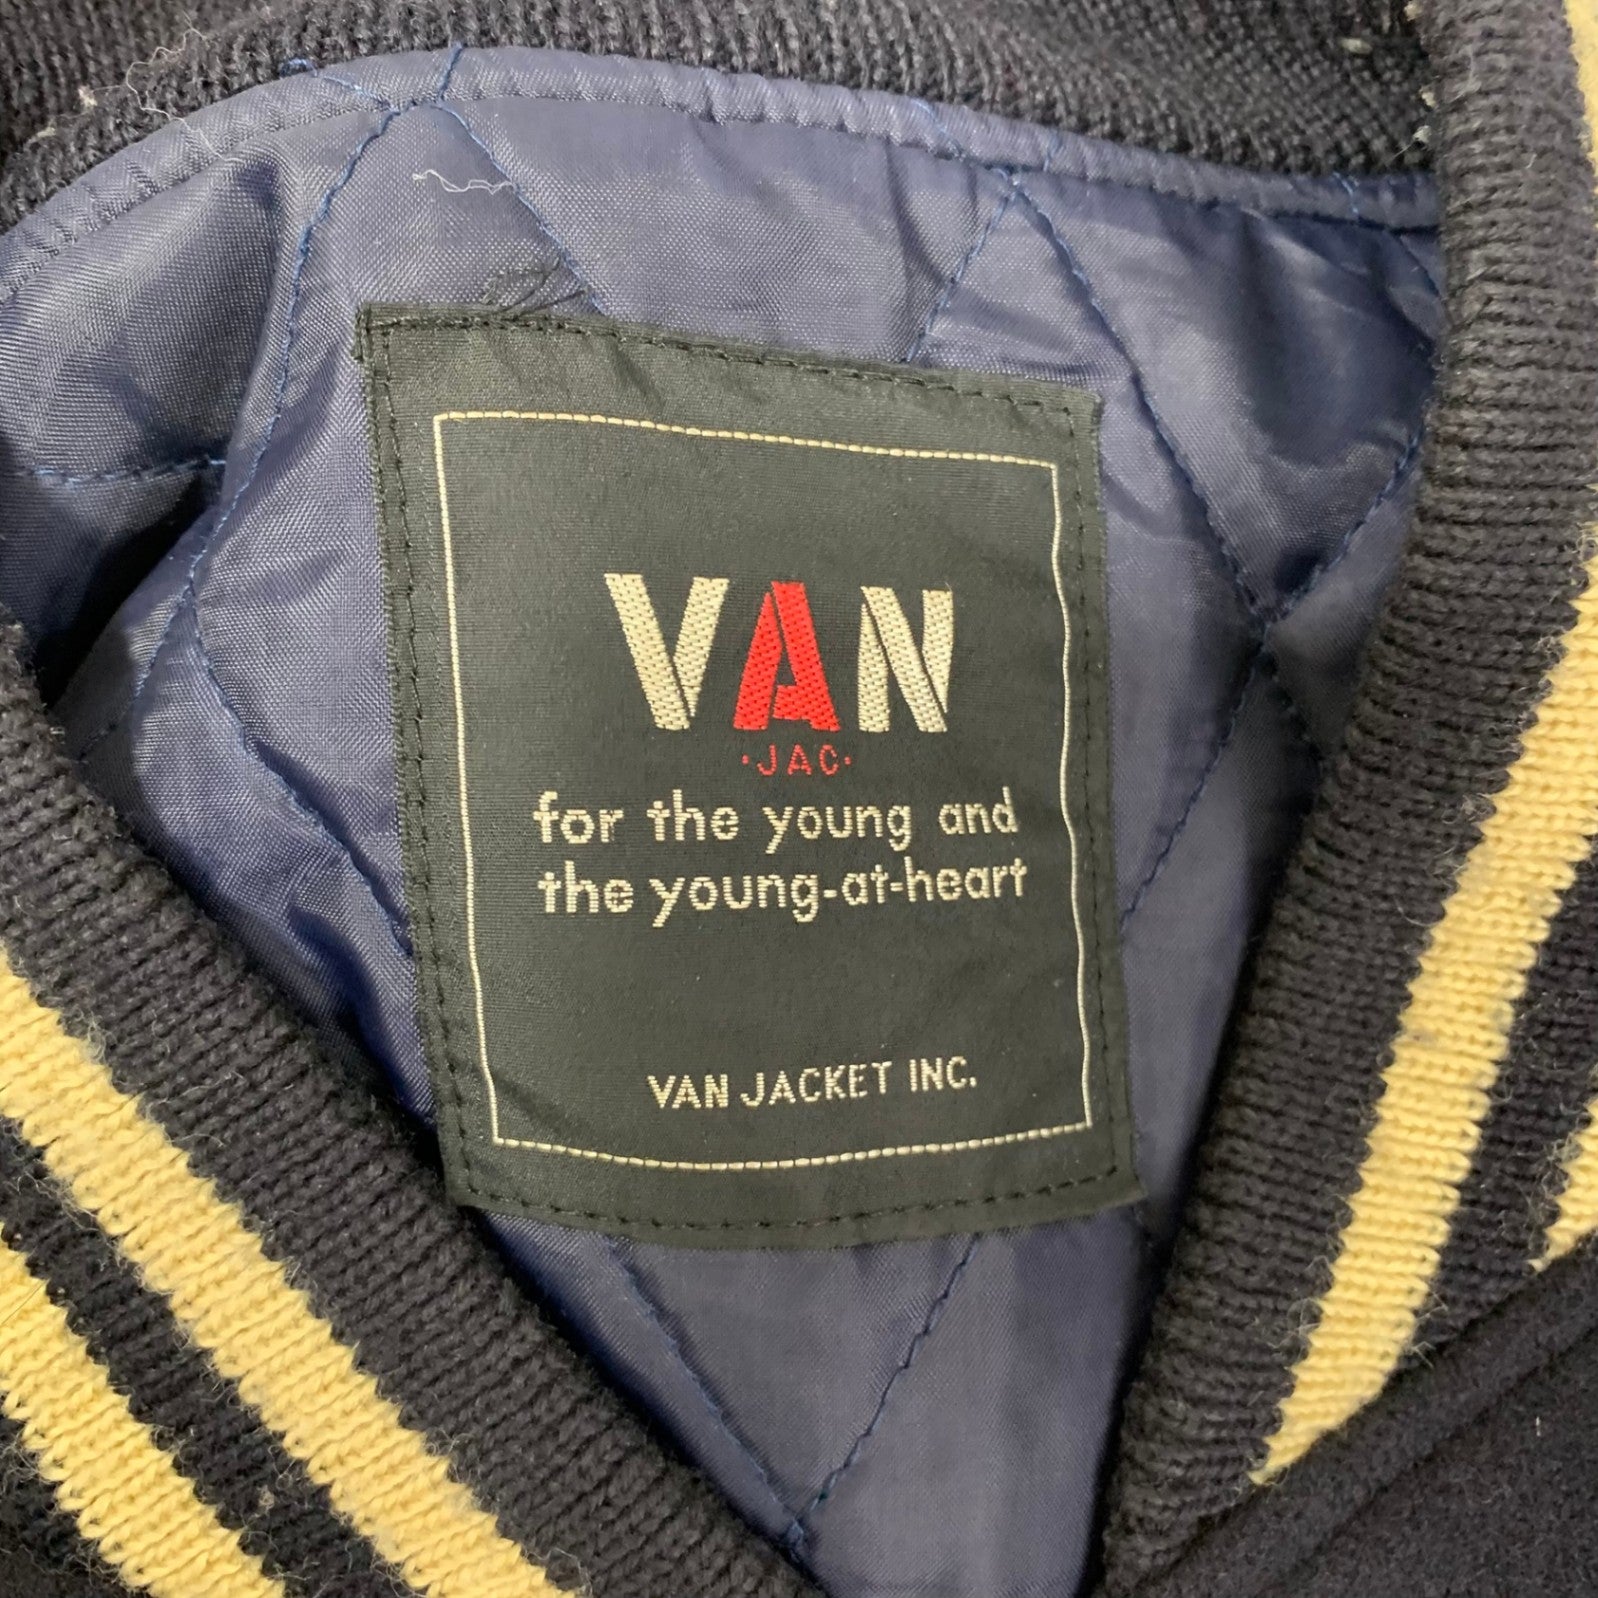 VAN
·JAC·
for the young and
the young-at-heart
VAN JACKET INC.